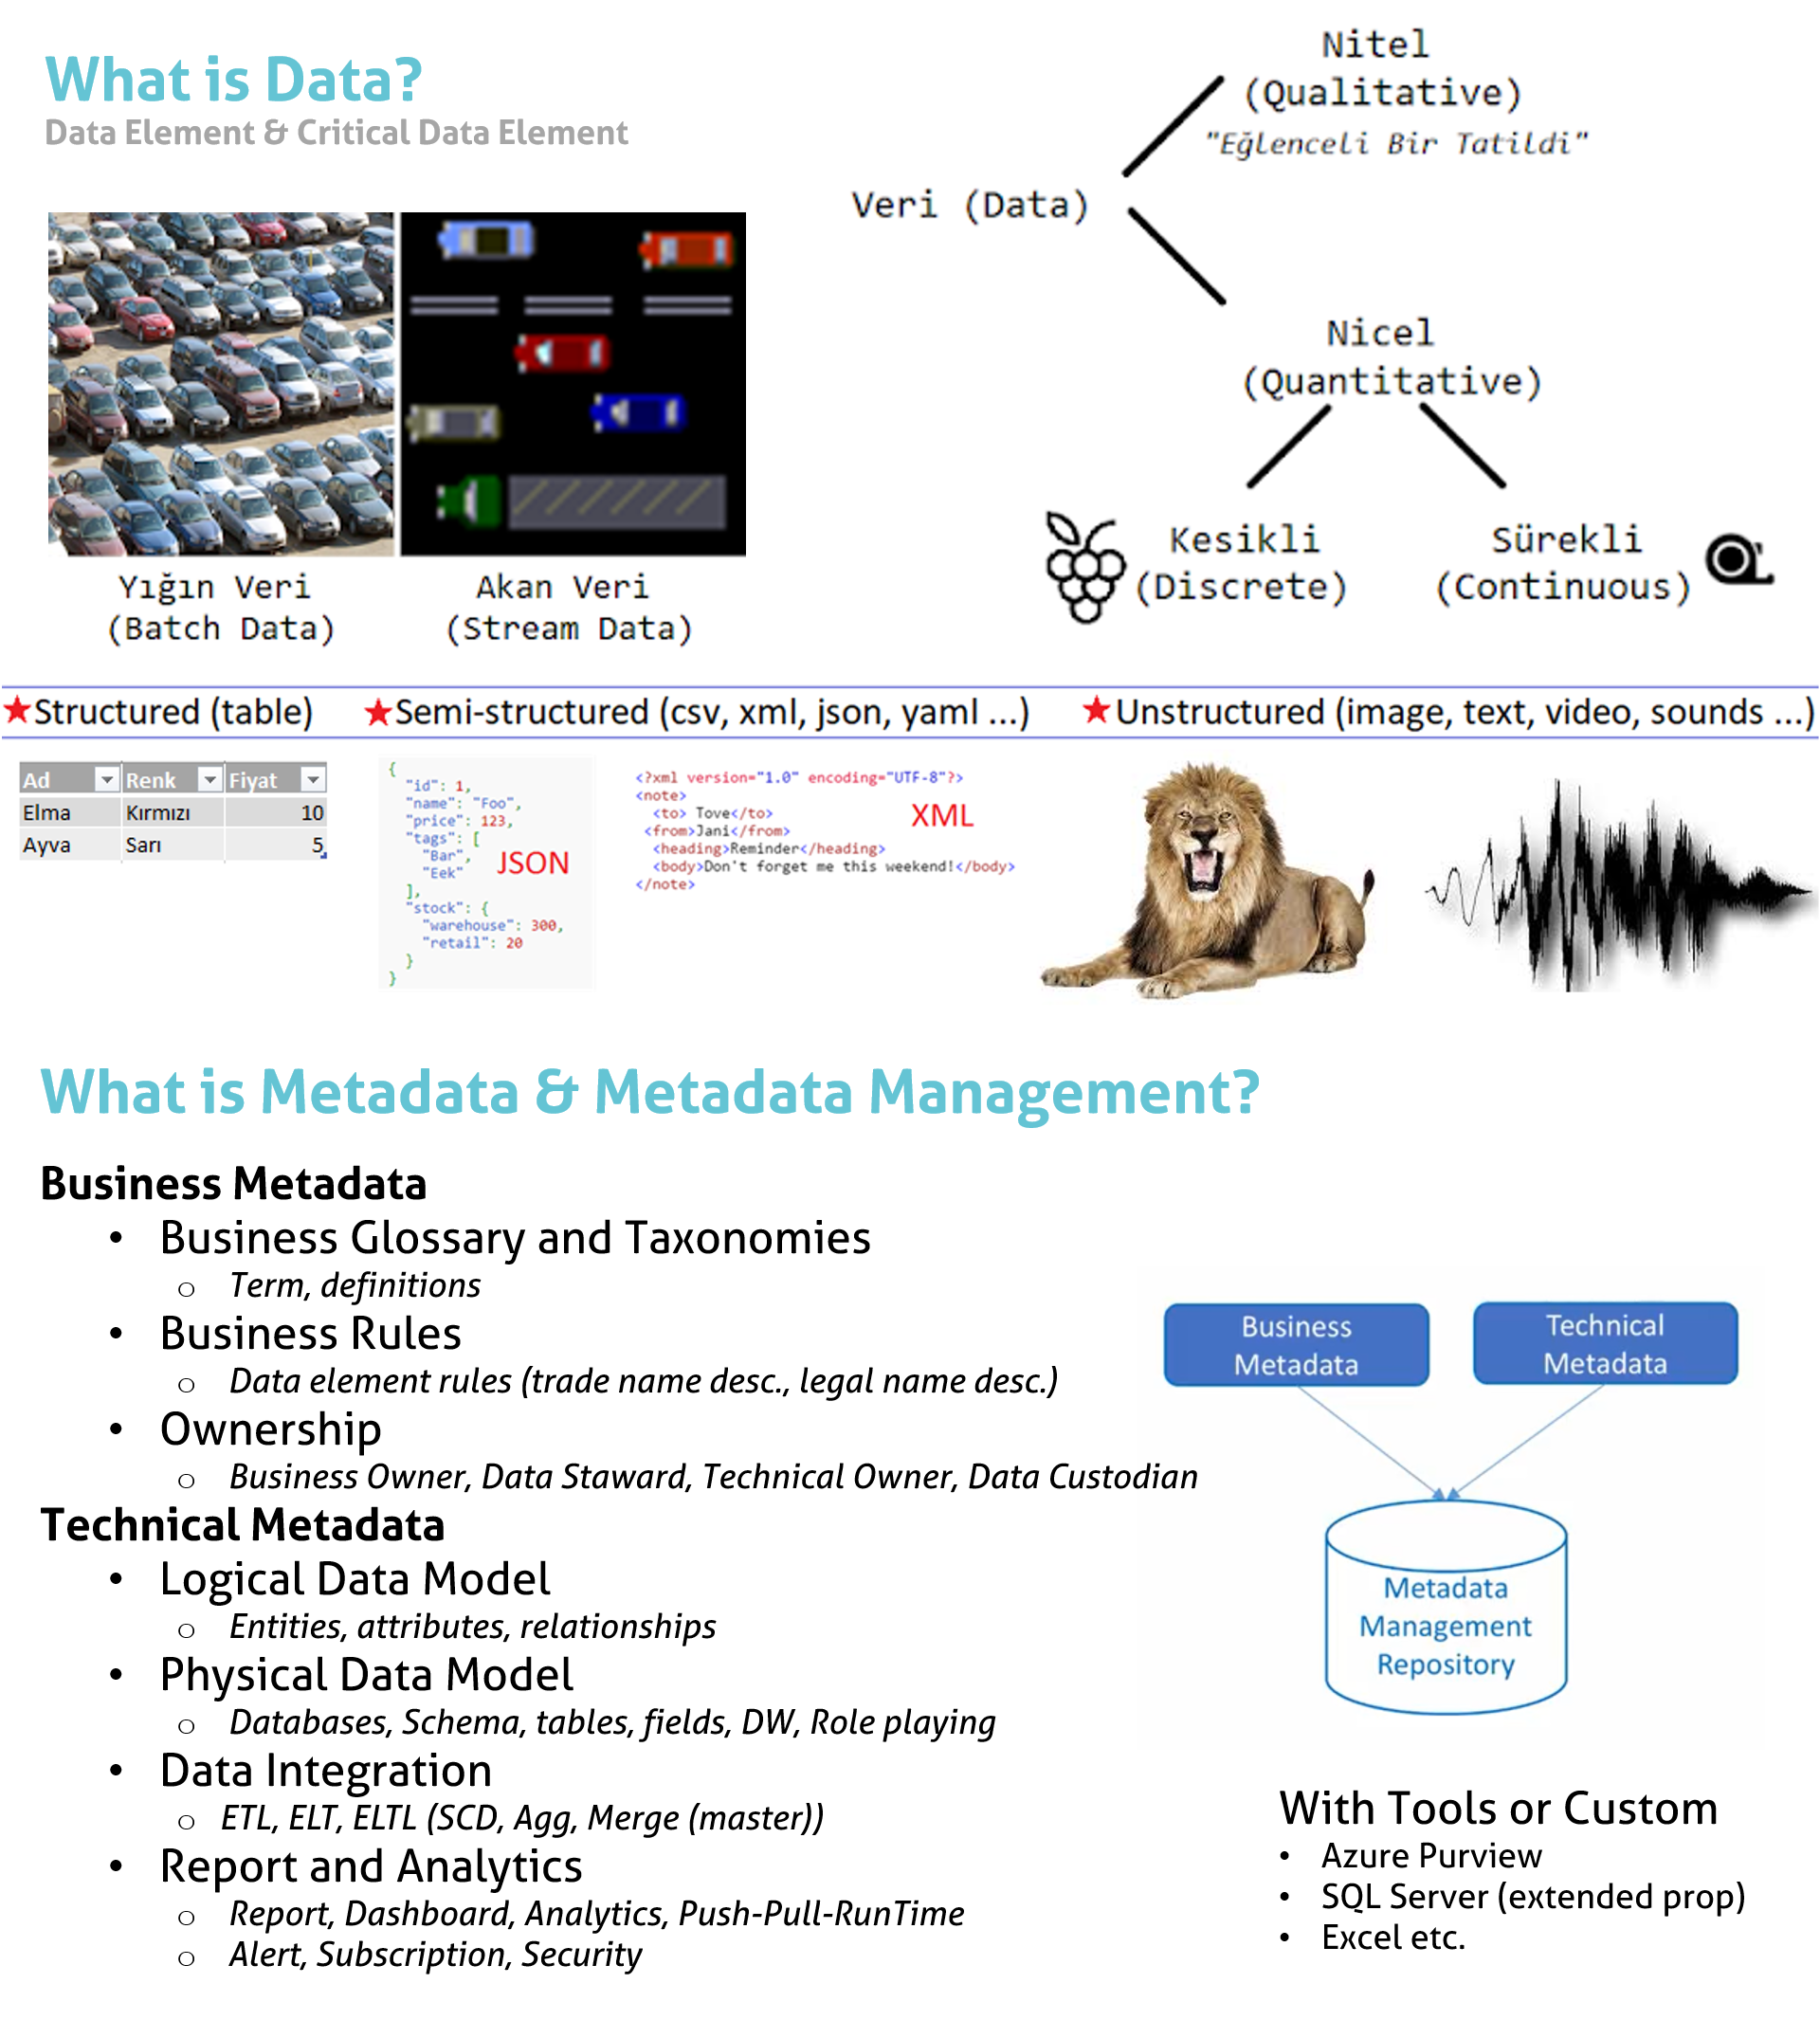 What is Data?
Data Element & Critical Data Element
Nitel
(Qualitative)
"Eğlenceli Bir Tatildi"
Veri (Data)
Nicel
(Quantitative)
Kesikli
(Discrete)
Sürekli
(Continuous)
Yığın Veri
(Batch Data)
Akan Veri
(Stream Data)
★Structured (table)
★Semi-structured (csv, xml, json, yaml ...)
★Unstructured (image, text, video, sounds ...)
Ad Renk Fiyat
Elma Kırmızı 10
Ayva Sarı 5
{
"id": 1,
"name": "Foo",
"price": 123,
"tags": [
"Bar",
"Eek"
],
"stock": {
"warehouse": 300,
"retail": 20
}
}
JSON
<?xml version="1.0" encoding="UTF-8"?>
<note>
<to> Tove</to>
<from>Jani</from>
<heading>Reminder</heading>
<body>Don't forget me this weekend!</body>
</note>
XML
What is Metadata & Metadata Management?
Business Metadata
• Business Glossary and Taxonomies
o Term, definitions
• Business Rules
o Data element rules (trade name desc., legal name desc.)
• Ownership
o Business Owner, Data Staward, Technical Owner, Data Custodian
Technical Metadata
• Logical Data Model
o Entities, attributes, relationships
• Physical Data Model
o Databases, Schema, tables, fields, DW, Role playing
• Data Integration
o ETL, ELT, ELTL (SCD, Agg, Merge (master))
• Report and Analytics
o Report, Dashboard, Analytics, Push-Pull-RunTime
o Alert, Subscription, Security
Business
Metadata
Technical
Metadata
Metadata
Management
Repository
With Tools or Custom
• Azure Purview
• SQL Server (extended prop)
• Excel etc.